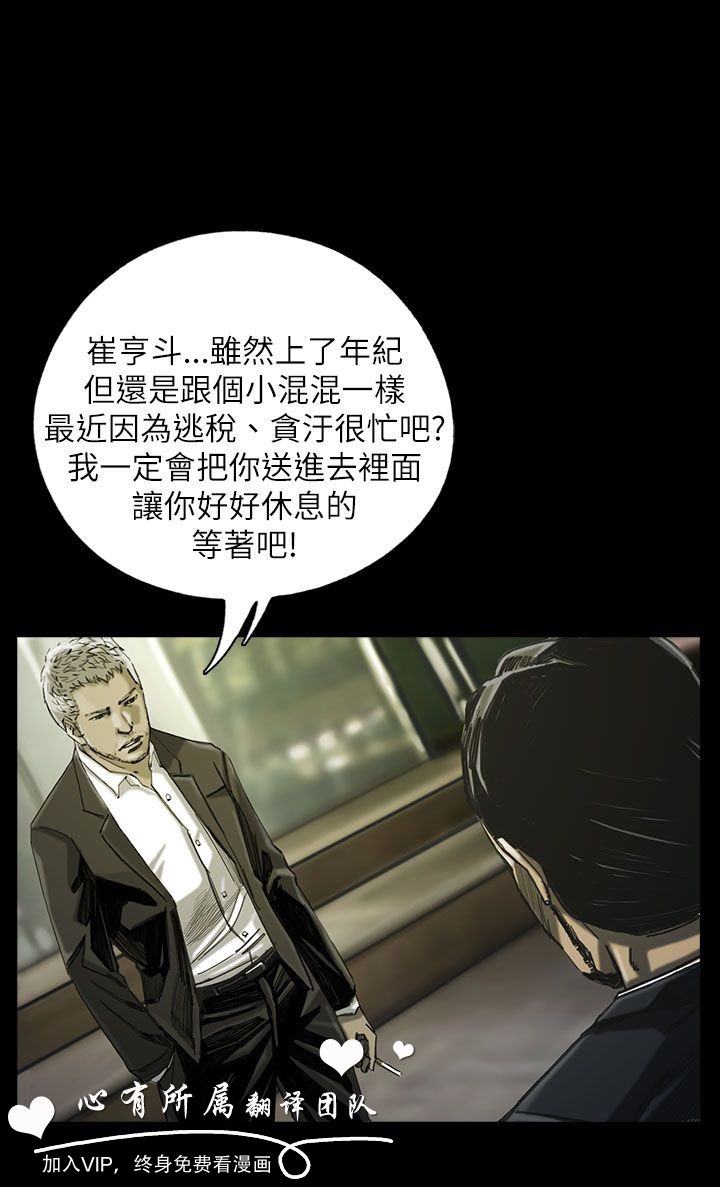 崔亨斗...雖然上了年紀
但還是跟個小混混一樣
最近因為逃稅、貪汙很忙吧?
我一定會把你送進去裡面
讓你好好休息的
等著吧!
心有所属翻译团队
加入VIP，终身免费看漫画